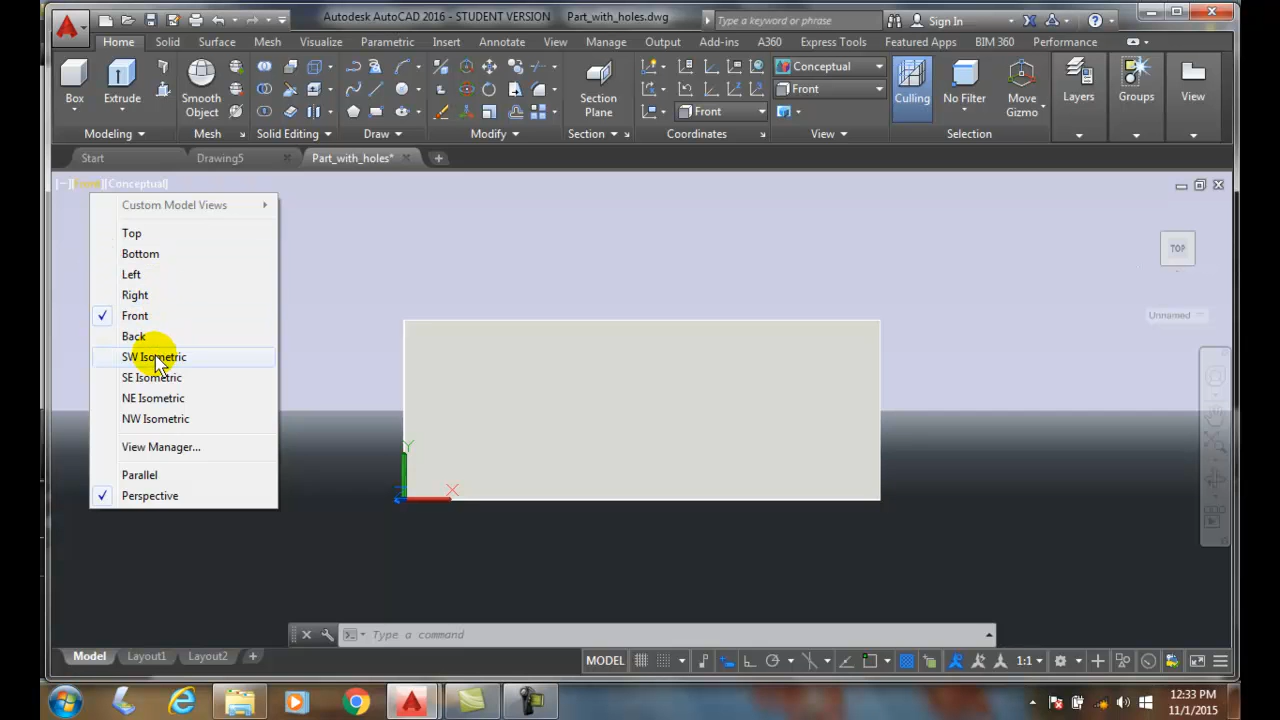 Autodesk AutoCAD 2016 - STUDENT VERSION Part_with_holes.dwg
Type a keyword or phrase
Sign In
Home Solid Surface Mesh Visualize Parametric Insert Annotate View Manage Output Add-ins A360 Express Tools Featured Apps BIM 360 Performance
Conceptual
Front
Front
Box Extrude Smooth Object Section Plane Culling No Filter Move Gizmo Layers Groups View
Modeling Mesh Solid Editing Draw Modify Section Coordinates View Selection
Start Drawing5 Part_with_holes*
[−][Front][Conceptual]
Custom Model Views
Top
Bottom
Left
Right
Front
Back
SW Isometric
SE Isometric
NE Isometric
NW Isometric
View Manager...
Parallel
Perspective
TOP
Unnamed
Y
X
Type a command
Model Layout1 Layout2
MODEL
1:1
12:33 PM
11/1/2015